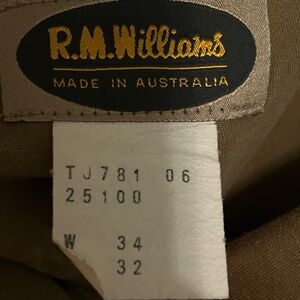 R.M.Williams
MADE IN AUSTRALIA
TJ781 06
25100
W 34
32